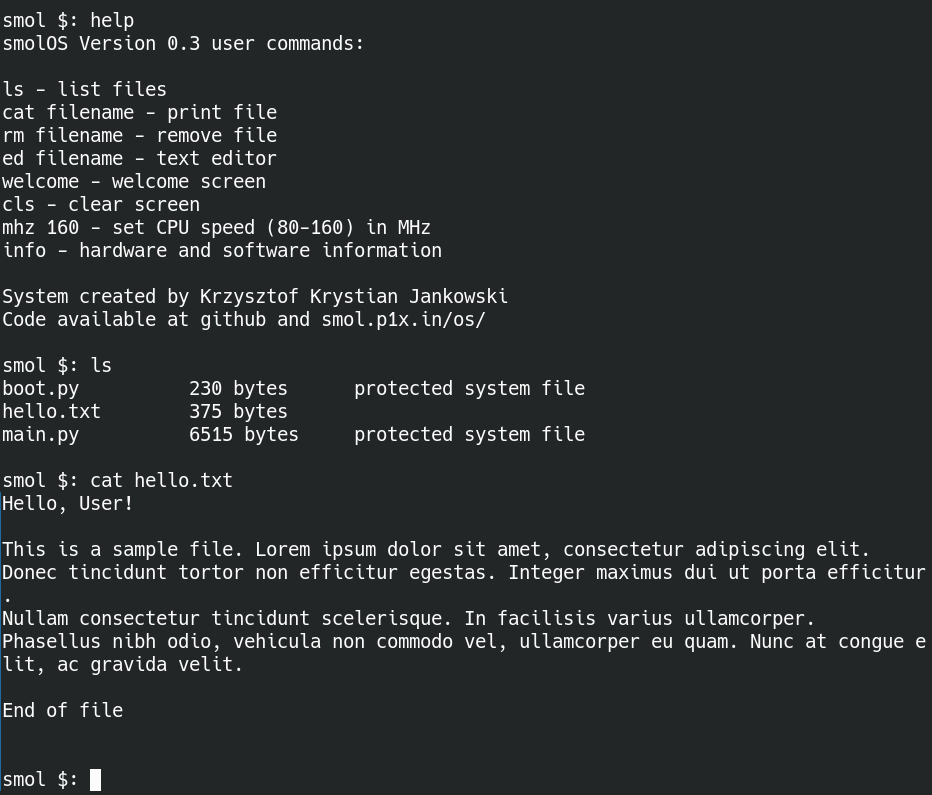 smol $: help
smolOS Version 0.3 user commands:

ls - list files
cat filename - print file
rm filename - remove file
ed filename - text editor
welcome - welcome screen
cls - clear screen
mhz 160 - set CPU speed (80-160) in MHz
info - hardware and software information

System created by Krzysztof Krystian Jankowski
Code available at github and smol.p1x.in/os/

smol $: ls
boot.py          230 bytes      protected system file
hello.txt        375 bytes
main.py          6515 bytes     protected system file

smol $: cat hello.txt
Hello, User!

This is a sample file. Lorem ipsum dolor sit amet, consectetur adipiscing elit.
Donec tincidunt tortor non efficitur egestas. Integer maximus dui ut porta efficitur
.
Nullam consectetur tincidunt scelerisque. In facilisis varius ullamcorper.
Phasellus nibh odio, vehicula non commodo vel, ullamcorper eu quam. Nunc at congue e
lit, ac gravida velit.

End of file

smol $: